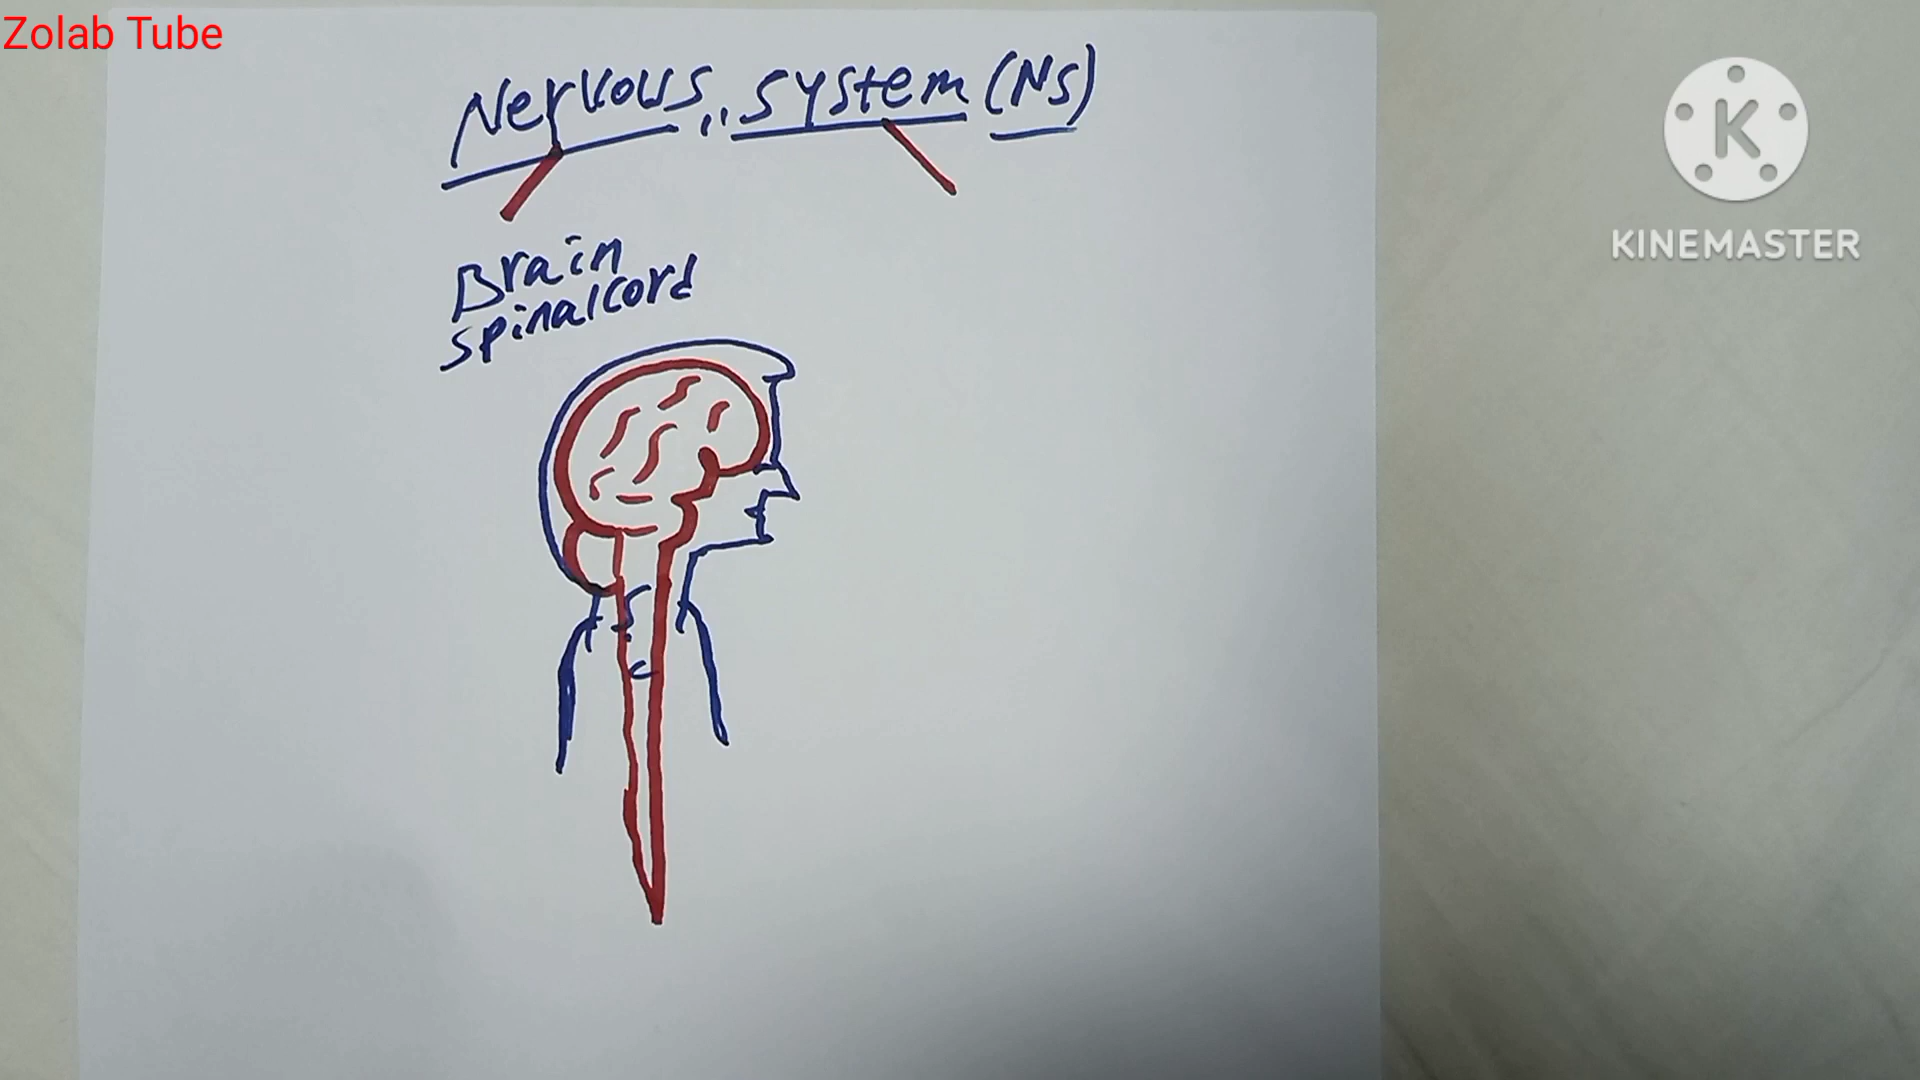 Zolab Tube
Nervous,, system (NS)
Brain
spinalcord
K
KINEMASTER